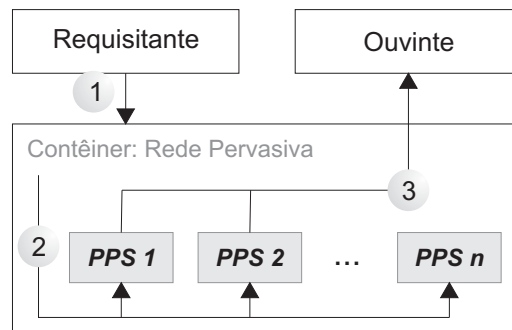 Requisitante
Ouvinte
1
Contêiner: Rede Pervasiva
3
2
PPS 1
PPS 2
...
PPS n